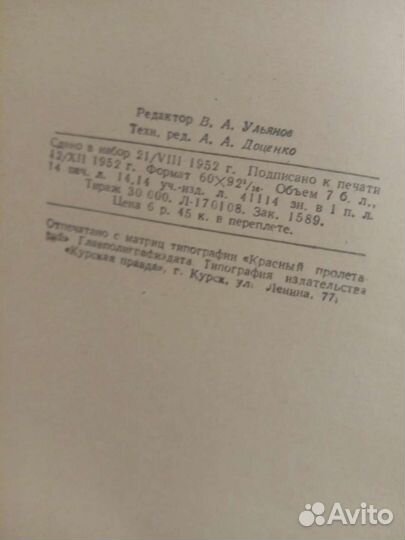 Редактор В. А. Ульянов
Техн. ред. А. А. Доценко
Сдано в набор 21/VIII 1952 г. Подписано к печати
12/XII 1952 г. Формат 60×92¹/₁₆. Объем 7 б. л.,
14 печ. д. 14,14 уч.-изд. л. 41114 зн. в 1 п. л.
Тираж 30 000. Л-170108. Зак. 1589.
Цена 6 р. 45 к. в переплете.
Отпечатано с матриц типографии «Красный пролета-
рий» Главполиграфиздата. Типография издательства
«Курская правда», г. Курск, ул. Ленина, 77.
Avito